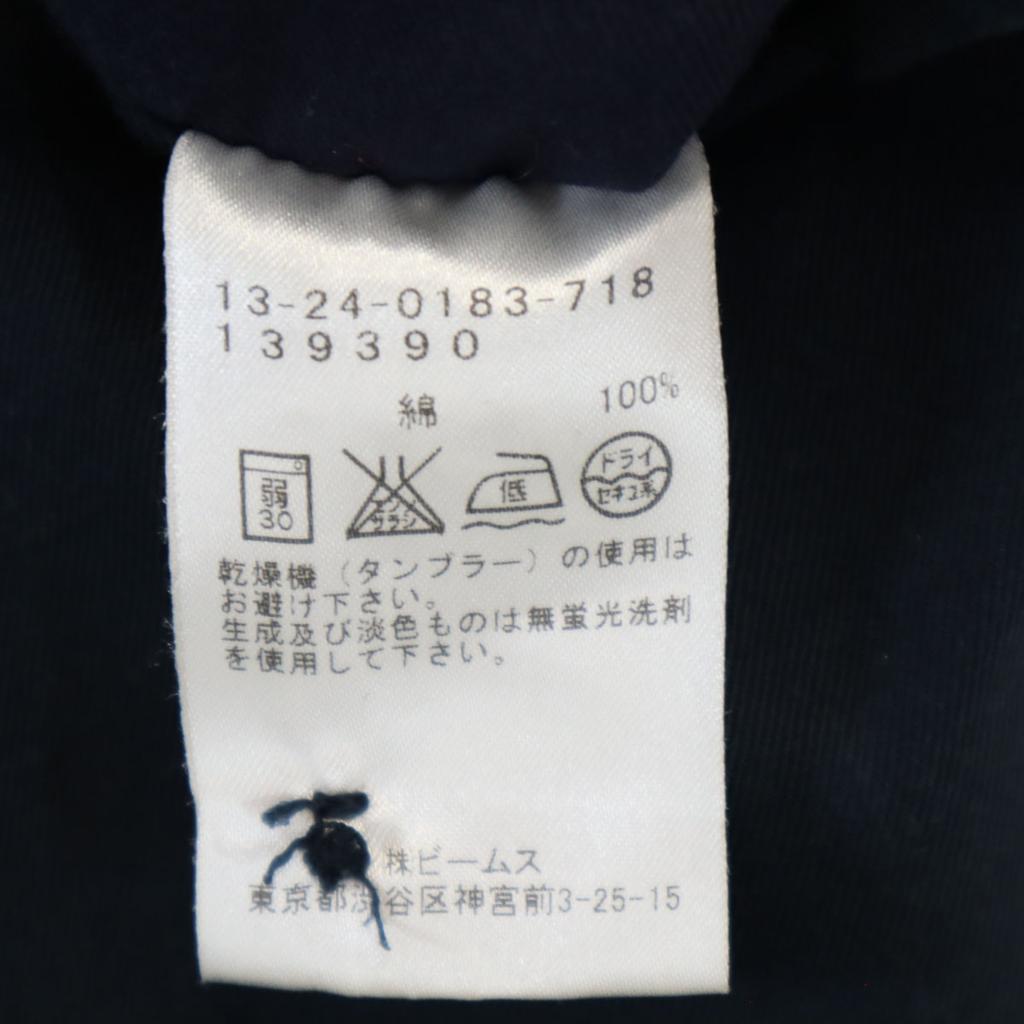 13-24-0183-718
139390
綿 100%
弱
30
エンソ
サラシ
低
ドライ
セキユ系
乾燥機(タンブラー)の使用は
お避け下さい。
生成及び淡色ものは無蛍光洗剤
を使用して下さい。
株ビームス
東京都渋谷区神宮前3-25-15